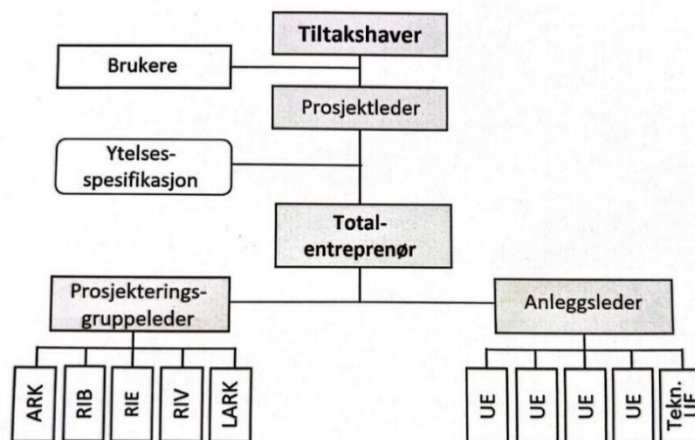 Tiltakshaver
Brukere
Prosjektleder
Ytelses-
spesifikasjon
Total-
entreprenør
Prosjekterings-
gruppeleder
Anleggsleder
ARK
RIB
RIE
RIV
LARK
UE
UE
UE
UE
Tekn.
UE